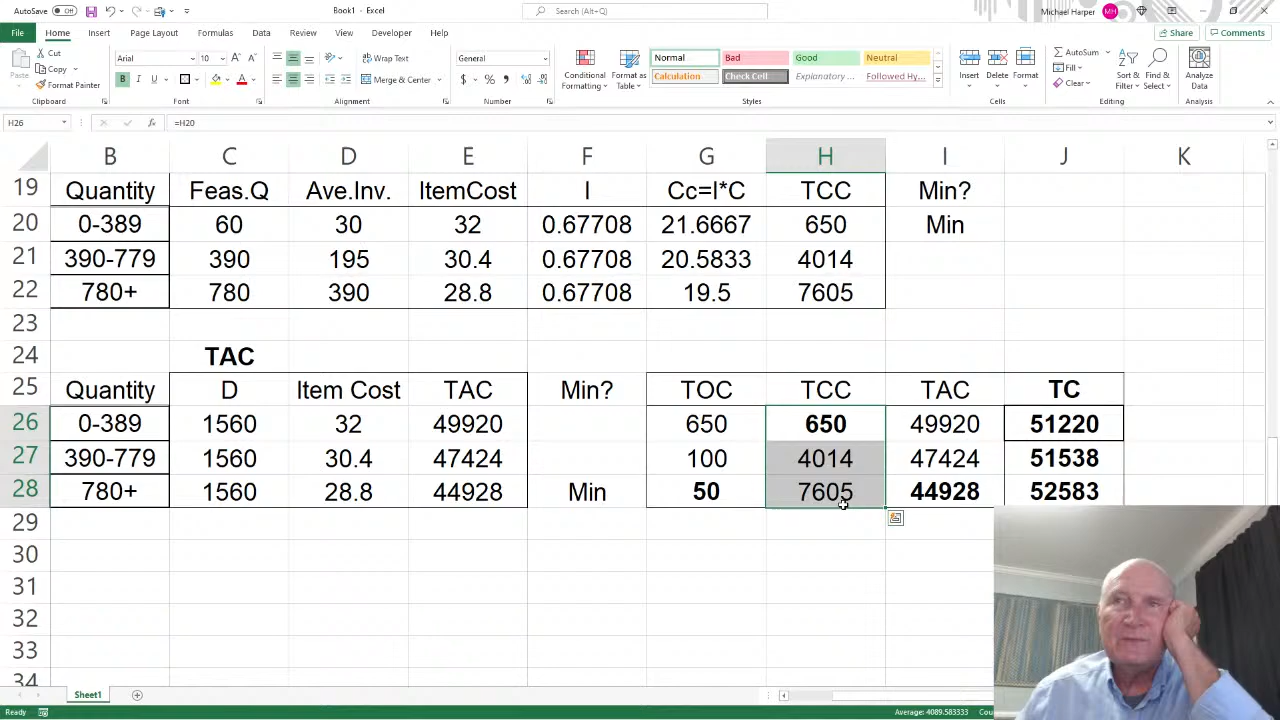 AutoSave Off
Book1 - Excel
Search (Alt+Q)
Michael Harper MH
File Home Insert Page Layout Formulas Data Review View Developer Help
Share Comments
Paste
Cut
Copy
Format Painter
Clipboard
Arial 10
B I U
Font
Wrap Text
Merge & Center
Alignment
General
$ % ,
Number
Conditional Formatting
Format as Table
Normal Bad Good Neutral
Calculation Check Cell Explanatory ... Followed Hy...
Styles
Insert Delete Format
Cells
AutoSum
Fill
Clear
Sort & Filter
Find & Select
Editing
Analyze Data
Analysis
H26 fx =H20
B C D E F G H I J K
19 Quantity Feas.Q Ave.Inv. ItemCost I Cc=I*C TCC Min?
20 0-389 60 30 32 0.67708 21.6667 650 Min
21 390-779 390 195 30.4 0.67708 20.5833 4014
22 780+ 780 390 28.8 0.67708 19.5 7605
23
24 TAC
25 Quantity D Item Cost TAC Min? TOC TCC TAC TC
26 0-389 1560 32 49920 650 650 49920 51220
27 390-779 1560 30.4 47424 100 4014 47424 51538
28 780+ 1560 28.8 44928 Min 50 7605 44928 52583
29
30
31
32
33
34
Sheet1
Ready
Average: 4089.583333